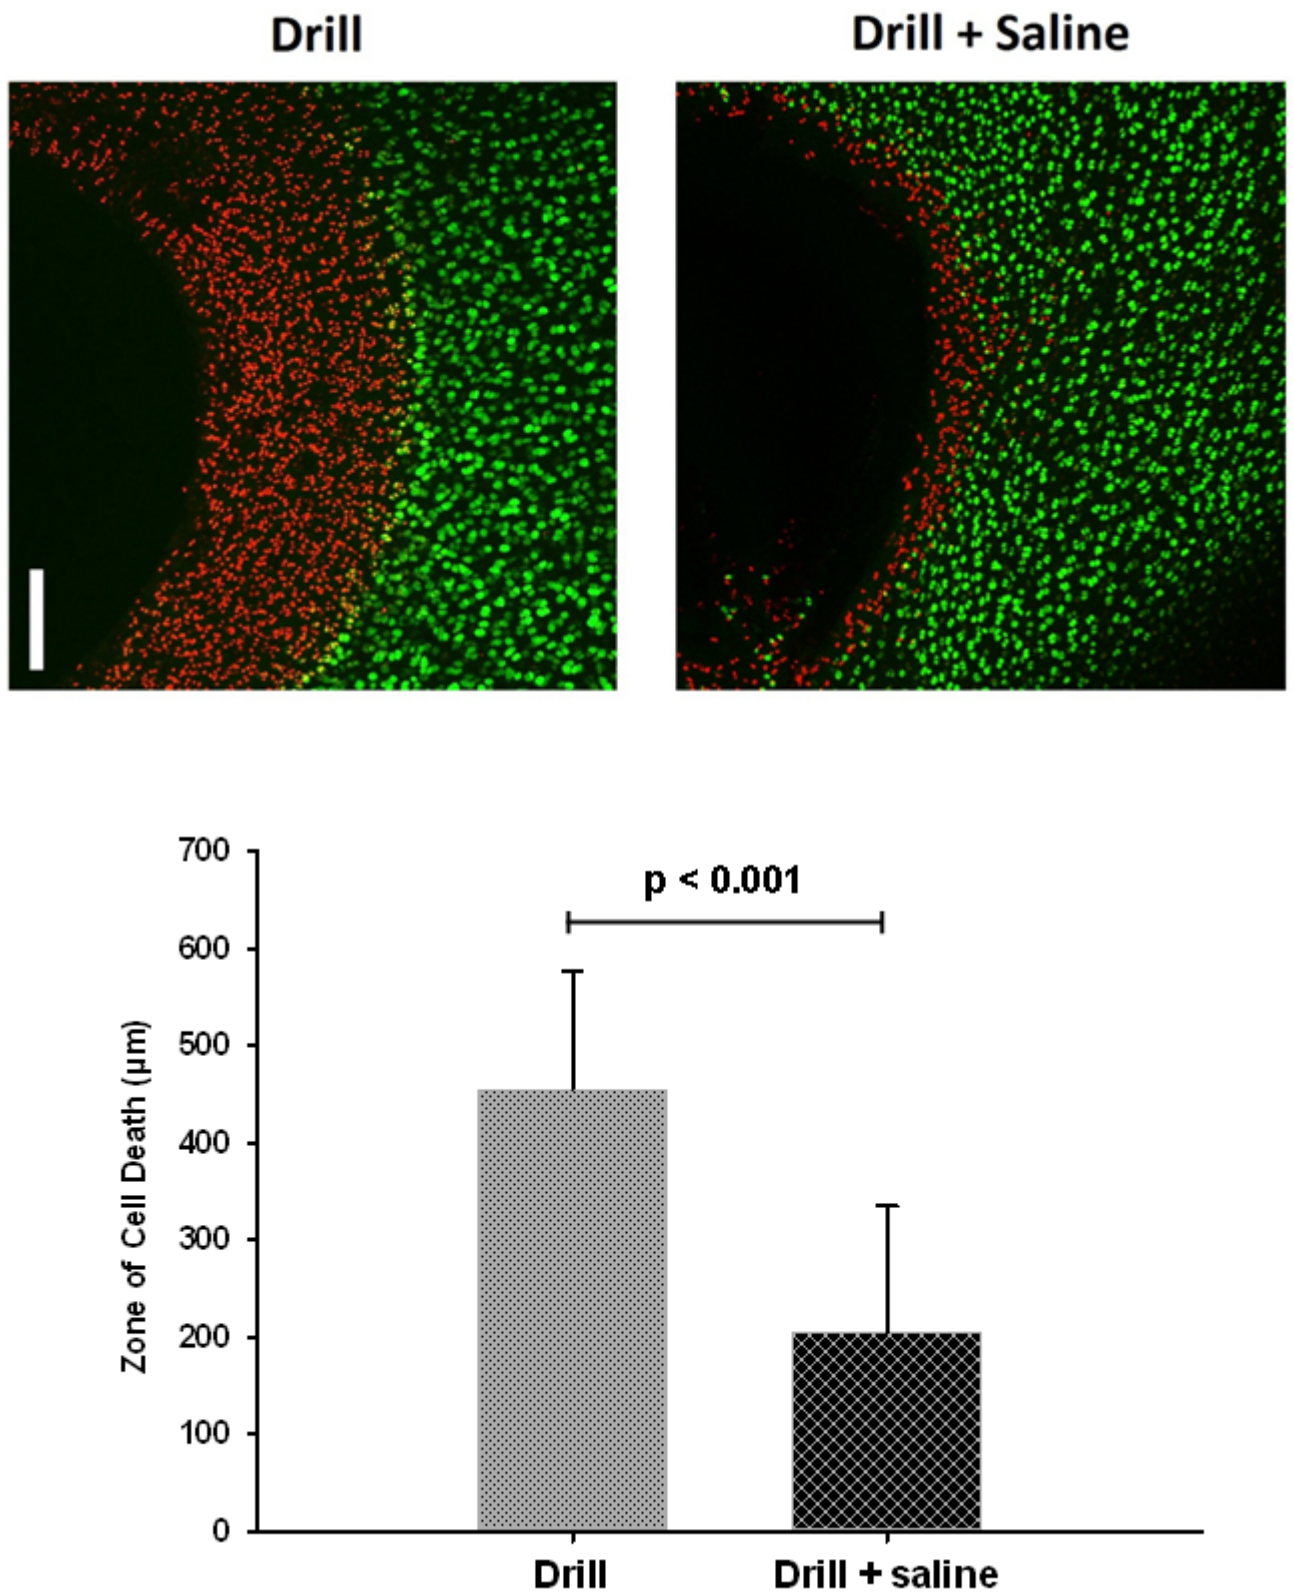 Drill
Drill + Saline
700
600
500
400
300
200
100
0
Zone of Cell Death (μm)
p < 0.001
Drill
Drill + saline